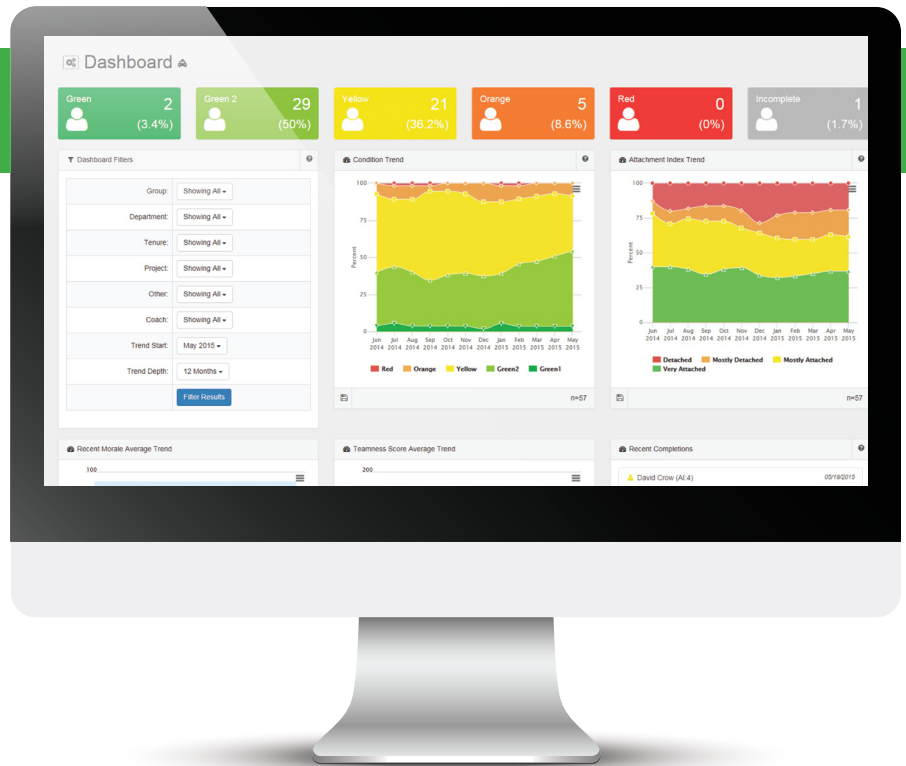 Dashboard
Green 2 (3.4%)
Green 2 29 (50%)
Yellow 21 (36.2%)
Orange 5 (8.6%)
Red 0 (0%)
Incomplete 1 (1.7%)
Dashboard Filters
Group: Showing All
Department: Showing All
Tenure: Showing All
Project: Showing All
Other: Showing All
Coach: Showing All
Trend Start: May 2015
Trend Depth: 12 Months
Filter Results
Condition Trend
100
75
50
25
0
Percent
Jun Jul Aug Sep Oct Nov Dec Jan Feb Mar Apr May
2014 2014 2014 2014 2014 2014 2014 2015 2015 2015 2015 2015
Red Orange Yellow Green2 Green1
n=57
Attachment Index Trend
100
75
50
25
0
Percent
Jun Jul Aug Sep Oct Nov Dec Jan Feb Mar Apr May
2014 2014 2014 2014 2014 2014 2014 2015 2015 2015 2015 2015
Detached Mostly Detached Mostly Attached
Very Attached
n=57
Recent Morale Average Trend
100
Teamness Score Average Trend
200
Recent Completions
David Crow (AI:4) 05/19/2015